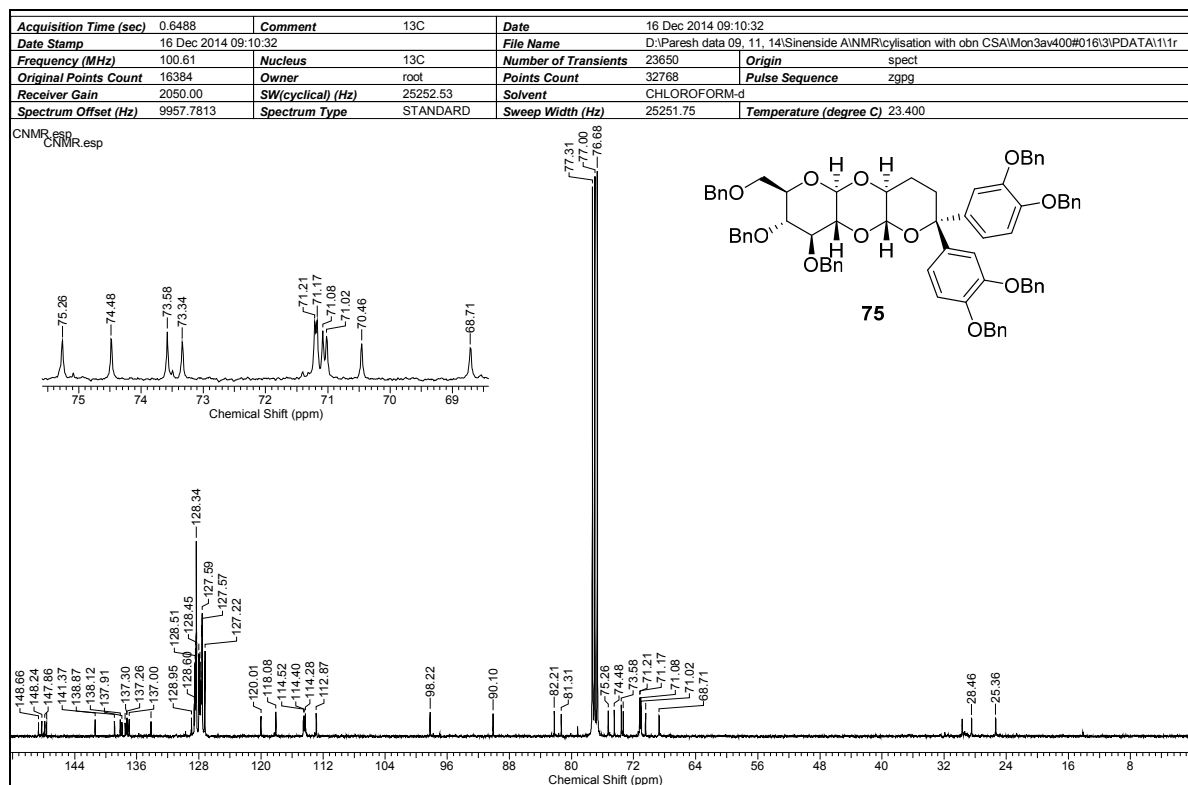 Acquisition Time (sec) 0.6488 Comment 13C Date 16 Dec 2014 09:10:32
Date Stamp 16 Dec 2014 09:10:32 File Name D:\Paresh data 09, 11, 14\Sinenside A\NMR\cylisation with obn CSA\Mon3av400#016\3\PDATA\1\1r
Frequency (MHz) 100.61 Nucleus 13C Number of Transients 23650 Origin spect
Original Points Count 16384 Owner root Points Count 32768 Pulse Sequence zgpg
Receiver Gain 2050.00 SW(cyclical) (Hz) 25252.53 Solvent CHLOROFORM-d
Spectrum Offset (Hz) 9957.7813 Spectrum Type STANDARD Sweep Width (Hz) 25251.75 Temperature (degree C) 23.400
CNMR.esp
CNMR.esp
77.31
77.00
76.68
H H
OBn
O O
BnO
OBn
BnO
O O
H H
OBn
OBn
OBn
75
75.26
74.48
73.58
73.34
71.21
71.17
71.08
71.02
70.46
68.71
75 74 73 72 71 70 69
Chemical Shift (ppm)
148.66
148.24
147.86
141.37
138.87
138.12
137.91
137.30
137.26
137.00
128.95
128.60
128.51
128.45
128.34
127.59
127.57
127.22
120.01
118.08
114.52
114.40
114.28
112.87
98.22
90.10
82.21
81.31
75.26
74.48
73.58
71.21
71.17
71.08
71.02
68.71
28.46
25.36
144 136 128 120 112 104 96 88 80 72 64 56 48 40 32 24 16 8 0
Chemical Shift (ppm)